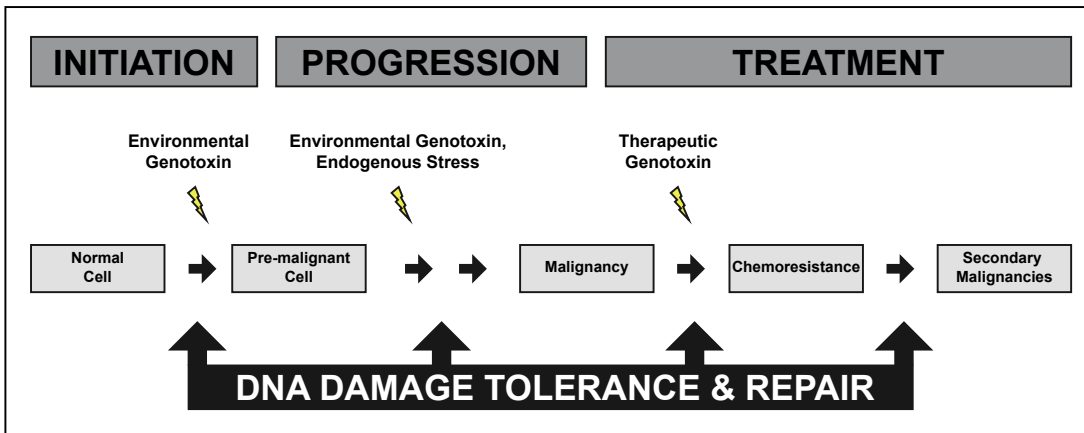 INITIATION
PROGRESSION
TREATMENT
Environmental
Genotoxin
Environmental Genotoxin,
Endogenous Stress
Therapeutic
Genotoxin
Normal
Cell
Pre-malignant
Cell
Malignancy
Chemoresistance
Secondary
Malignancies
DNA DAMAGE TOLERANCE & REPAIR